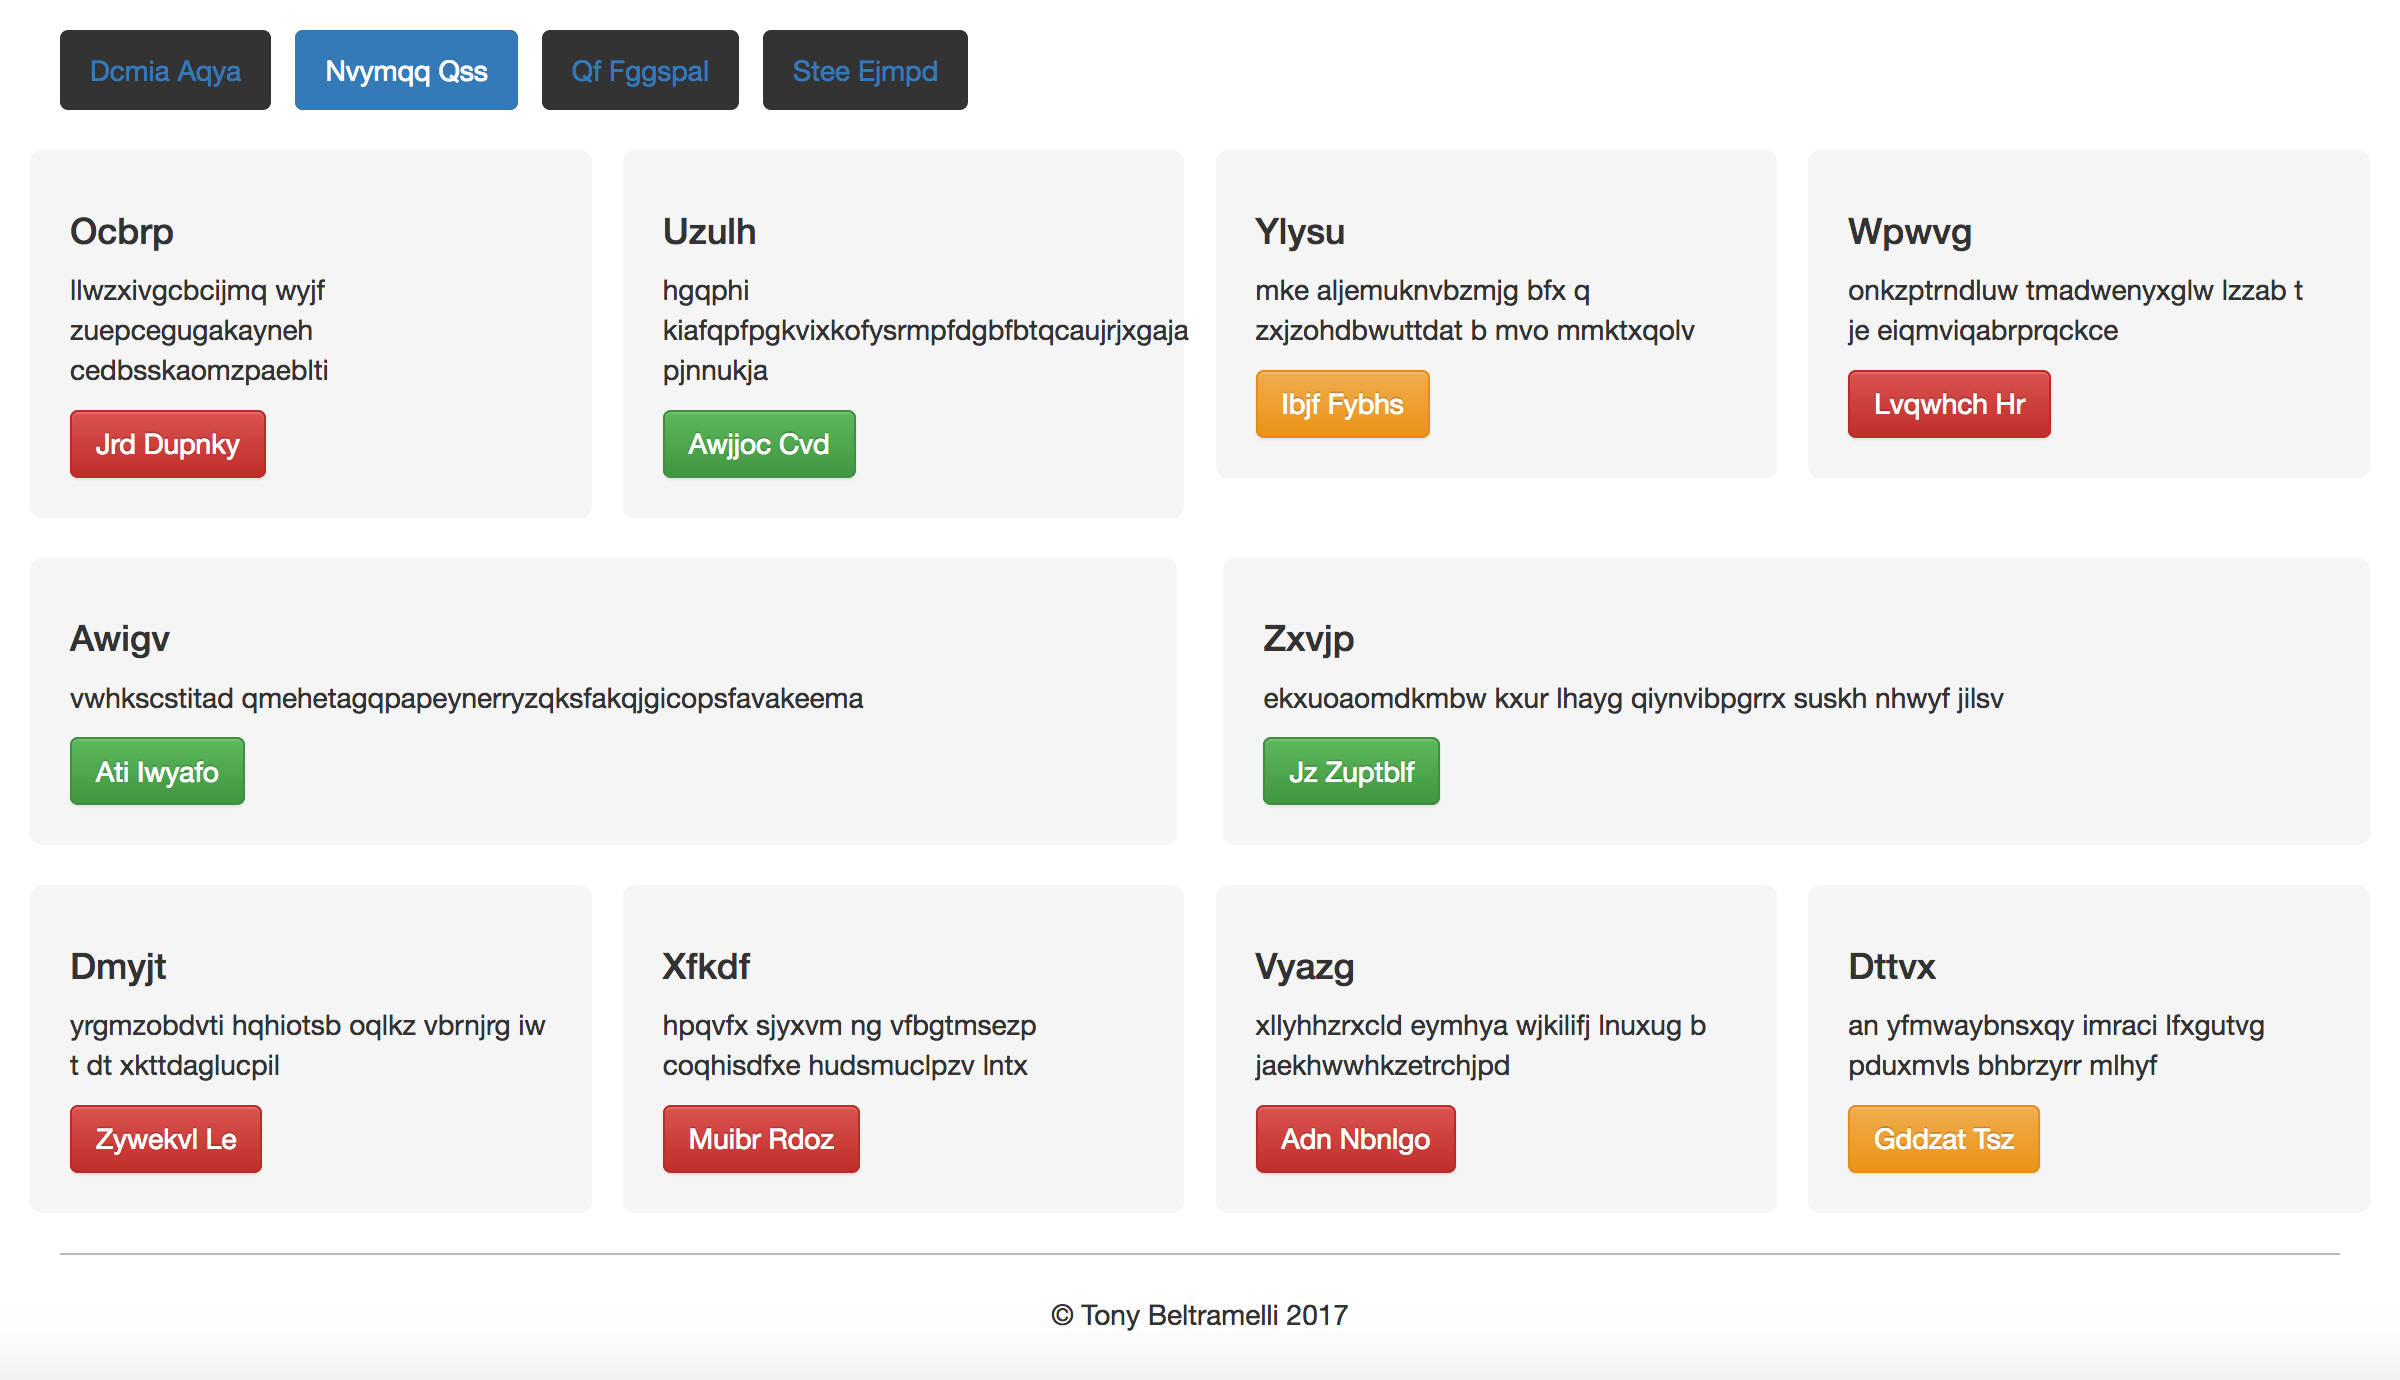 Dcmia Aqya
Nvymqq Qss
Qf Fggspal
Stee Ejmpd
Ocbrp
llwzxivgcbcijmq wyjf
zuepcegugakayneh
cedbsskaomzpaeblti
Jrd Dupnky
Uzulh
hgqphi
kiafqpfpgkvixkofysrmpfdgbfbtqcaujrjxgaja
pjnnukja
Awjjoc Cvd
Ylysu
mke aljemuknvbzmjg bfx q
zxjzohdbwuttdat b mvo mmktxqolv
Ibjf Fybhs
Wpwvg
onkzptrndluw tmadwenyxglw lzzab t
je eiqmviqabrprqckce
Lvqwhch Hr
Awigv
vwhkscstitad qmehetagqpapeynerryzqksfakqjgicopsfavakeema
Ati Iwyafo
Zxvjp
ekxuoaomdkmbw kxur lhayg qiynvibpgrrx suskh nhwyf jilsv
Jz Zuptblf
Dmyjt
yrgmzobdvti hqhiotsb oqlkz vbrnjrg iw
t dt xkttdaglucpil
Zywekvl Le
Xfkdf
hpqvfx sjyxvm ng vfbgtmsezp
coqhisdfxe hudsmuclpzv lntx
Muibr Rdoz
Vyazg
xllyhhzrxcld eymhya wjkilifj lnuxug b
jaekhwwhkzetrchjpd
Adn Nbnlgo
Dttvx
an yfmwaybnsxqy imraci lfxgutvg
pduxmvls bhbrzyrr mlhyf
Gddzat Tsz
© Tony Beltramelli 2017